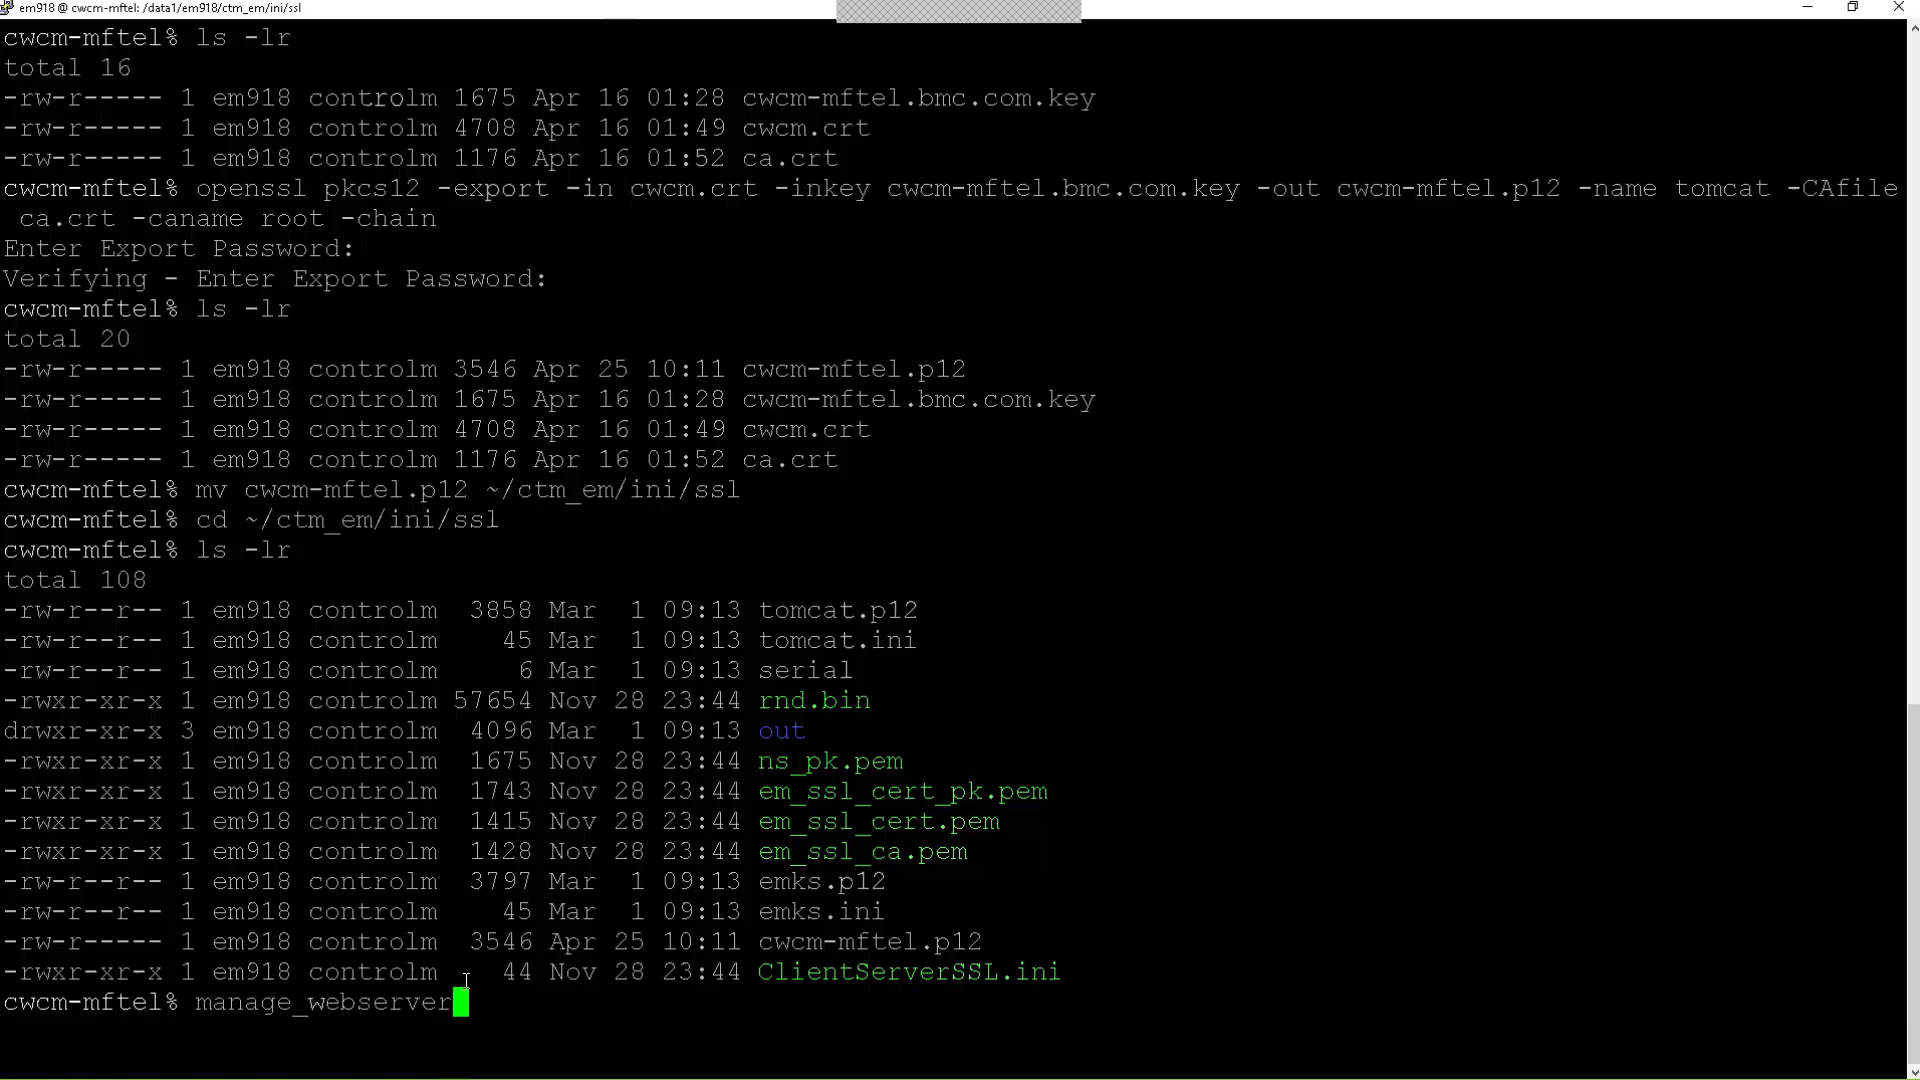 em918 @ cwcm-mftel: /data1/em918/ctm_em/ini/ssl
cwcm-mftel% ls -lr
total 16
-rw-r----- 1 em918 controlm 1675 Apr 16 01:28 cwcm-mftel.bmc.com.key
-rw-r----- 1 em918 controlm 4708 Apr 16 01:49 cwcm.crt
-rw-r----- 1 em918 controlm 1176 Apr 16 01:52 ca.crt
cwcm-mftel% openssl pkcs12 -export -in cwcm.crt -inkey cwcm-mftel.bmc.com.key -out cwcm-mftel.p12 -name tomcat -CAfile
ca.crt -caname root -chain
Enter Export Password:
Verifying - Enter Export Password:
cwcm-mftel% ls -lr
total 20
-rw-r----- 1 em918 controlm 3546 Apr 25 10:11 cwcm-mftel.p12
-rw-r----- 1 em918 controlm 1675 Apr 16 01:28 cwcm-mftel.bmc.com.key
-rw-r----- 1 em918 controlm 4708 Apr 16 01:49 cwcm.crt
-rw-r----- 1 em918 controlm 1176 Apr 16 01:52 ca.crt
cwcm-mftel% mv cwcm-mftel.p12 ~/ctm_em/ini/ssl
cwcm-mftel% cd ~/ctm_em/ini/ssl
cwcm-mftel% ls -lr
total 108
-rw-r--r-- 1 em918 controlm  3858 Mar  1 09:13 tomcat.p12
-rw-r--r-- 1 em918 controlm    45 Mar  1 09:13 tomcat.ini
-rw-r--r-- 1 em918 controlm     6 Mar  1 09:13 serial
-rwxr-xr-x 1 em918 controlm 57654 Nov 28 23:44 rnd.bin
drwxr-xr-x 3 em918 controlm  4096 Mar  1 09:13 out
-rwxr-xr-x 1 em918 controlm  1675 Nov 28 23:44 ns_pk.pem
-rwxr-xr-x 1 em918 controlm  1743 Nov 28 23:44 em_ssl_cert_pk.pem
-rwxr-xr-x 1 em918 controlm  1415 Nov 28 23:44 em_ssl_cert.pem
-rwxr-xr-x 1 em918 controlm  1428 Nov 28 23:44 em_ssl_ca.pem
-rw-r--r-- 1 em918 controlm  3797 Mar  1 09:13 emks.p12
-rw-r--r-- 1 em918 controlm    45 Mar  1 09:13 emks.ini
-rw-r----- 1 em918 controlm  3546 Apr 25 10:11 cwcm-mftel.p12
-rwxr-xr-x 1 em918 controlm    44 Nov 28 23:44 ClientServerSSL.ini
cwcm-mftel% manage_webserver